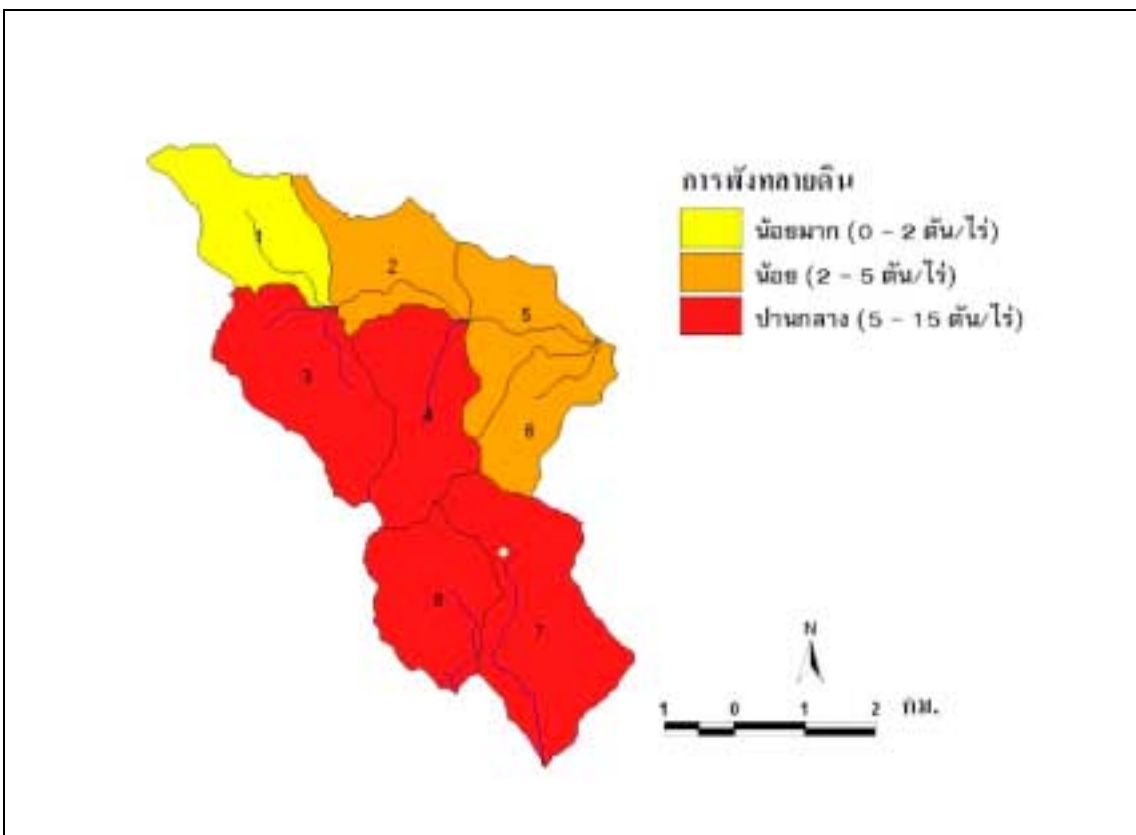 การพังทลายดิน
น้อยมาก (0 - 2 ตัน/ไร่)
น้อย (2 - 5 ตัน/ไร่)
ปานกลาง (5 - 15 ตัน/ไร่)
1
2
5
3
4
6
8
7
N
1 0 1 2 กม.